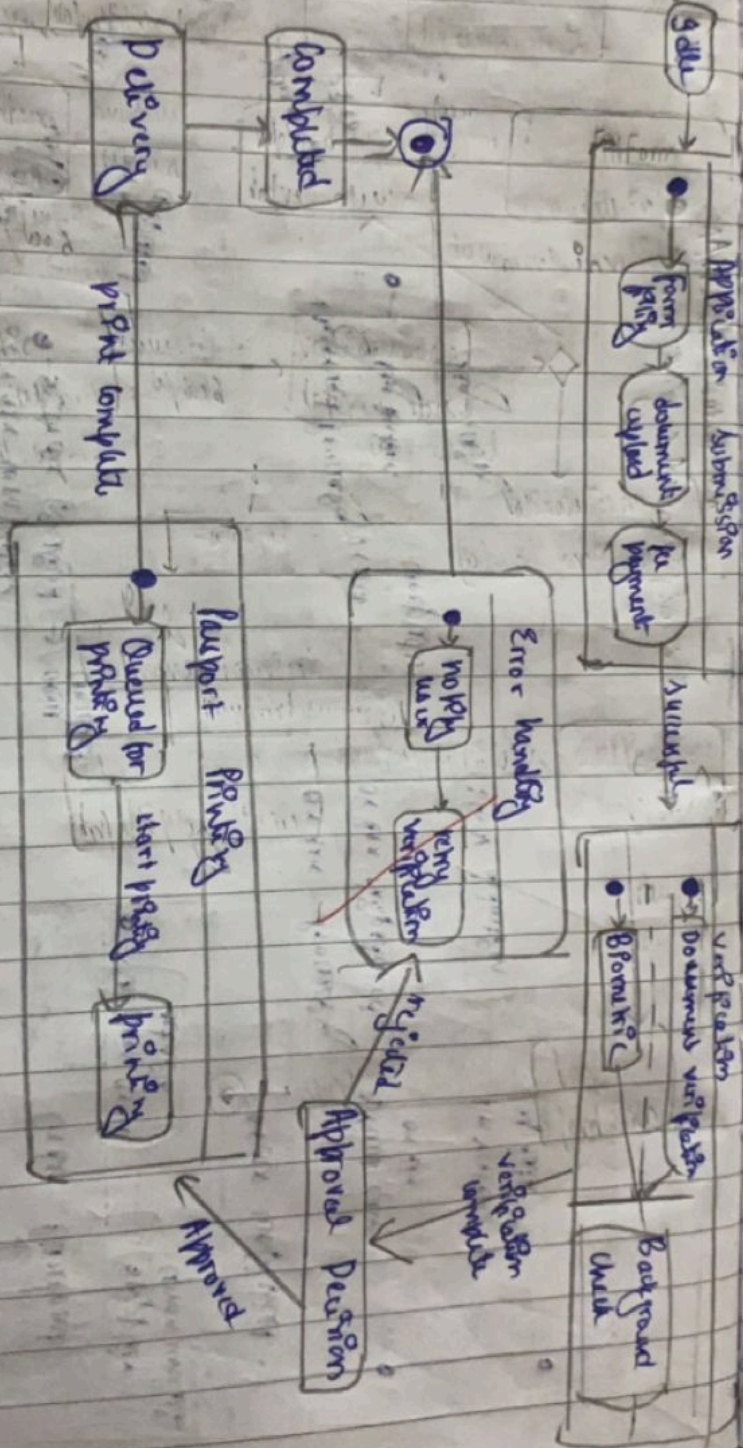 Idle
Application Submission
form
filling
document
upload
fee
payment
successful
verification
Document verification
Biometric
Background
check
verification
complete
Approval Decision
rejected
Approved
Error handling
notify
user
retry
verification
Passport Printing
Queued for
printing
start printing
printing
print complete
Delivery
Completed